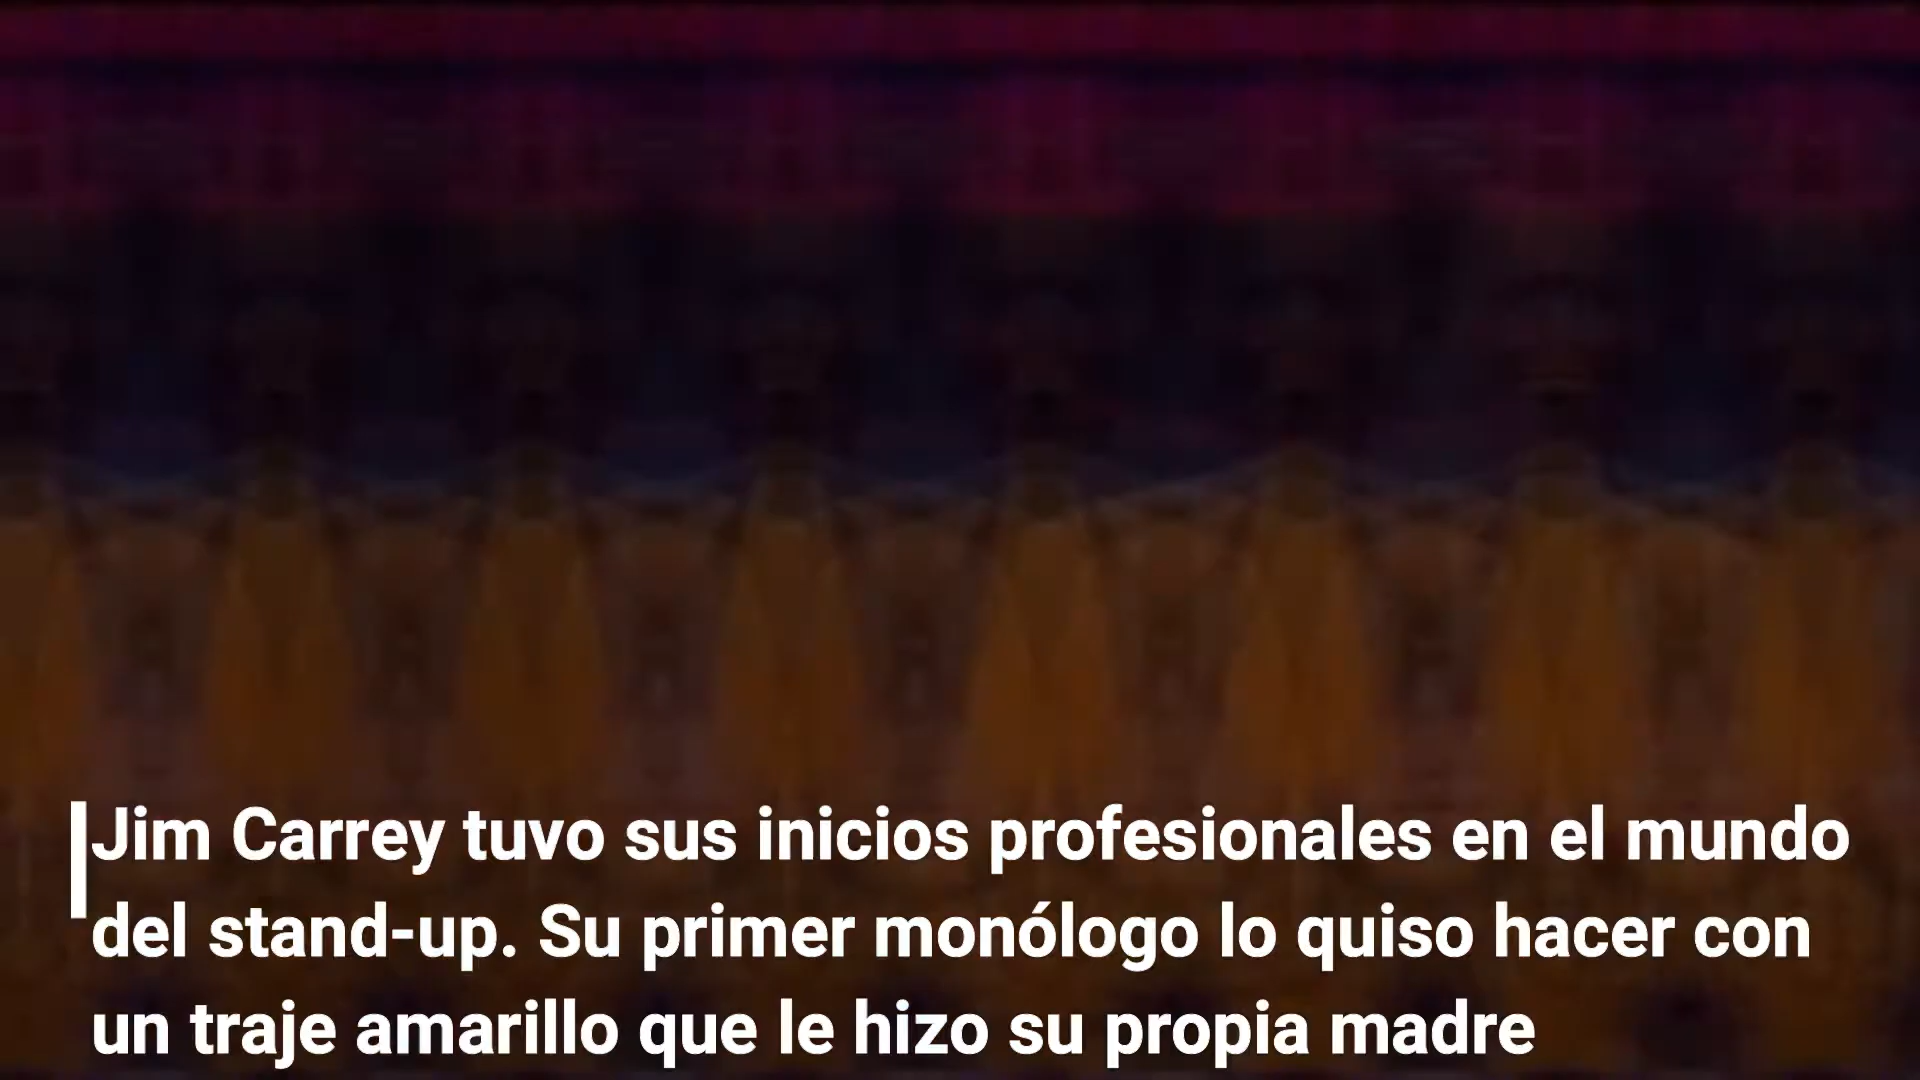 Jim Carrey tuvo sus inicios profesionales en el mundo
del stand-up. Su primer monólogo lo quiso hacer con
un traje amarillo que le hizo su propia madre